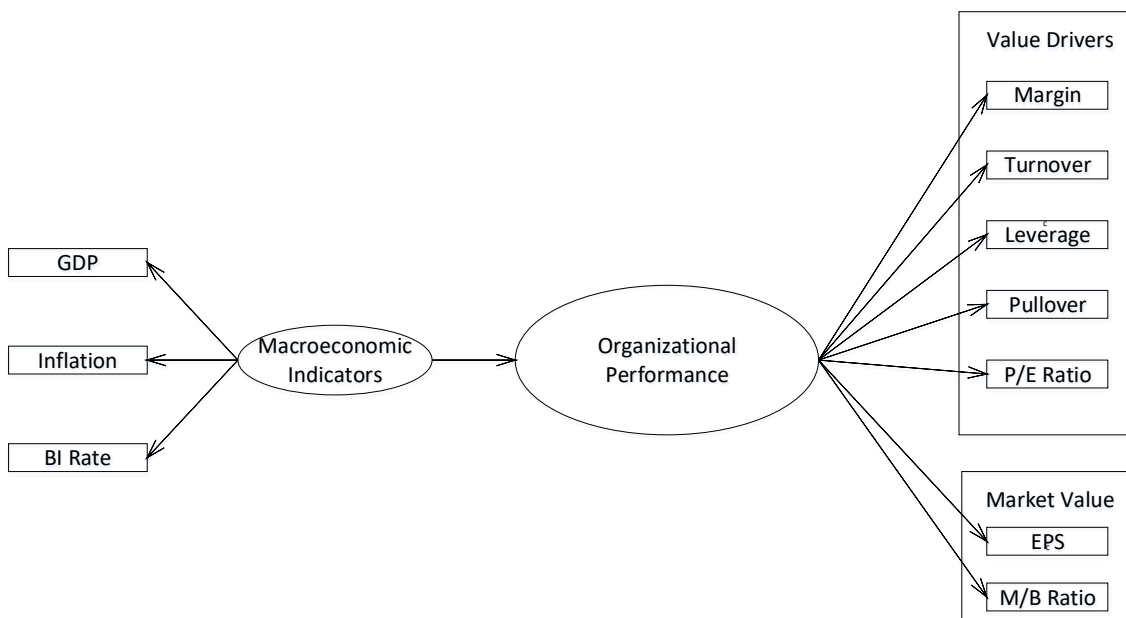 Value Drivers
Margin
Turnover
Leverage
c
Pullover
P/E Ratio
GDP
Inflation
BI Rate
Macroeconomic
Indicators
Organizational
Performance
Market Value
EPS
c
M/B Ratio